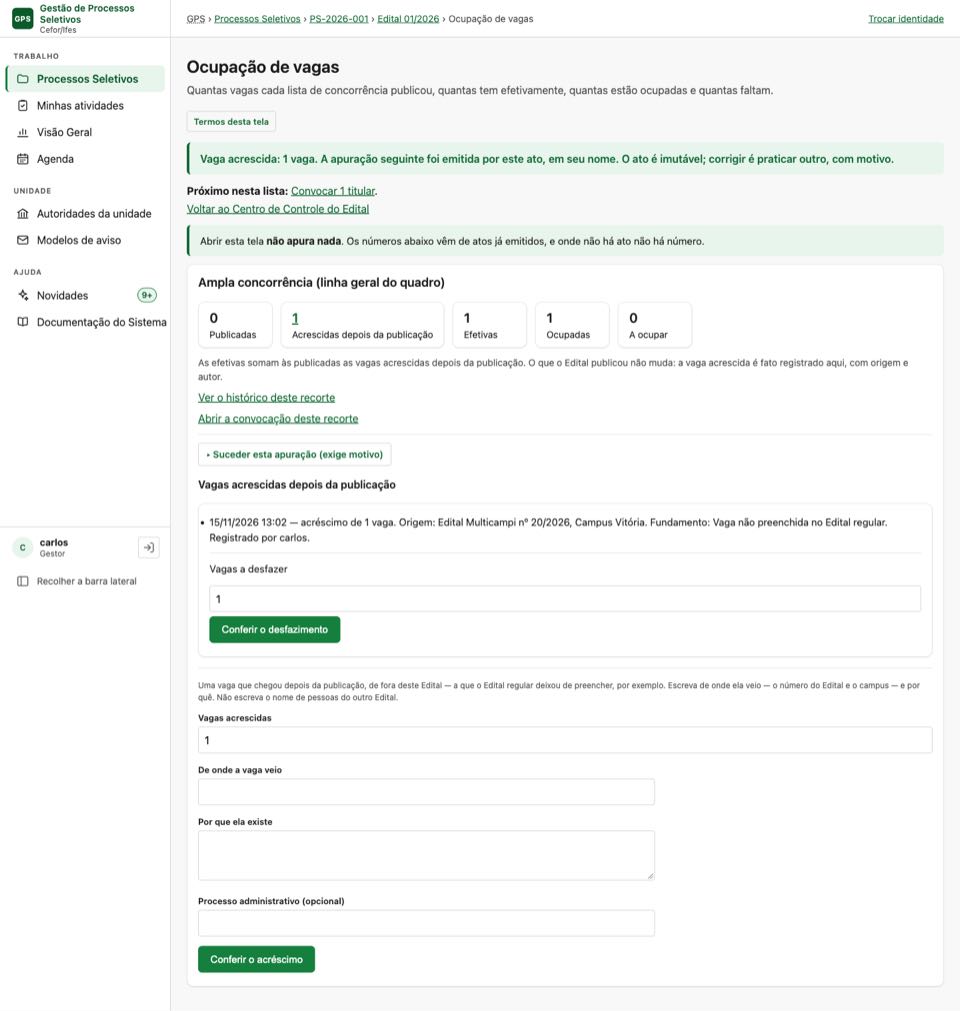 GPS
Gestão de Processos
Seletivos
Cefor/Ifes
GPS › Processos Seletivos › PS-2026-001 › Edital 01/2026 › Ocupação de vagas
Trocar identidade
TRABALHO
Processos Seletivos
Minhas atividades
Visão Geral
Agenda
UNIDADE
Autoridades da unidade
Modelos de aviso
AJUDA
Novidades
9+
Documentação do Sistema
C
carlos
Gestor
Recolher a barra lateral
Ocupação de vagas
Quantas vagas cada lista de concorrência publicou, quantas tem efetivamente, quantas estão ocupadas e quantas faltam.
Termos desta tela
Vaga acrescida: 1 vaga. A apuração seguinte foi emitida por este ato, em seu nome. O ato é imutável; corrigir é praticar outro, com motivo.
Próximo nesta lista: Convocar 1 titular.
Voltar ao Centro de Controle do Edital
Abrir esta tela não apura nada. Os números abaixo vêm de atos já emitidos, e onde não há ato não há número.
Ampla concorrência (linha geral do quadro)
0
Publicadas
1
Acrescidas depois da publicação
1
Efetivas
1
Ocupadas
0
A ocupar
As efetivas somam às publicadas as vagas acrescidas depois da publicação. O que o Edital publicou não muda: a vaga acrescida é fato registrado aqui, com origem e
autor.
Ver o histórico deste recorte
Abrir a convocação deste recorte
▸ Suceder esta apuração (exige motivo)
Vagas acrescidas depois da publicação
• 15/11/2026 13:02 — acréscimo de 1 vaga. Origem: Edital Multicampi nº 20/2026, Campus Vitória. Fundamento: Vaga não preenchida no Edital regular.
Registrado por carlos.
Vagas a desfazer
1
Conferir o desfazimento
Uma vaga que chegou depois da publicação, de fora deste Edital — a que o Edital regular deixou de preencher, por exemplo. Escreva de onde ela veio — o número do Edital e o campus — e por
quê. Não escreva o nome de pessoas do outro Edital.
Vagas acrescidas
1
De onde a vaga veio
Por que ela existe
Processo administrativo (opcional)
Conferir o acréscimo